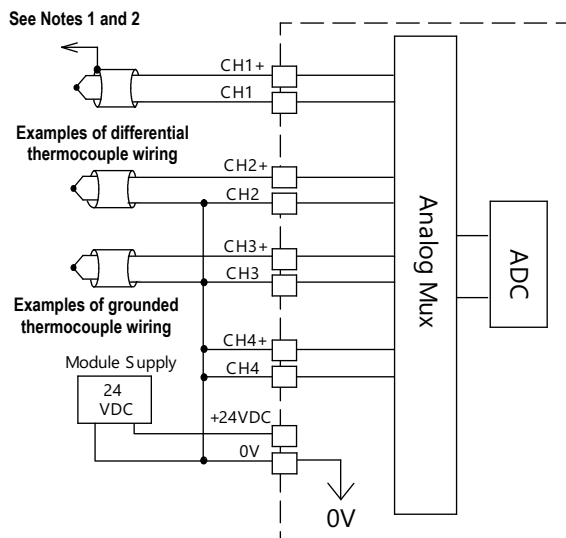 See Notes 1 and 2
CH1+
CH1
Examples of differential
thermocouple wiring
CH2+
CH2
CH3+
CH3
Examples of grounded
thermocouple wiring
CH4+
CH4
Module Supply
24
VDC
+24VDC
0V
0V
Analog Mux
ADC